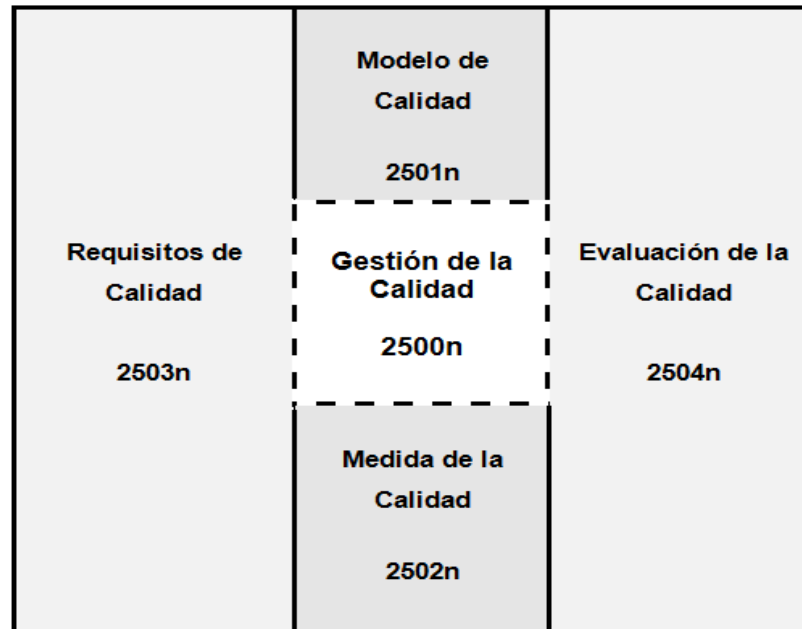 Modelo de
Calidad
2501n
Requisitos de
Calidad
2503n
Gestión de la
Calidad
2500n
Evaluación de la
Calidad
2504n
Medida de la
Calidad
2502n